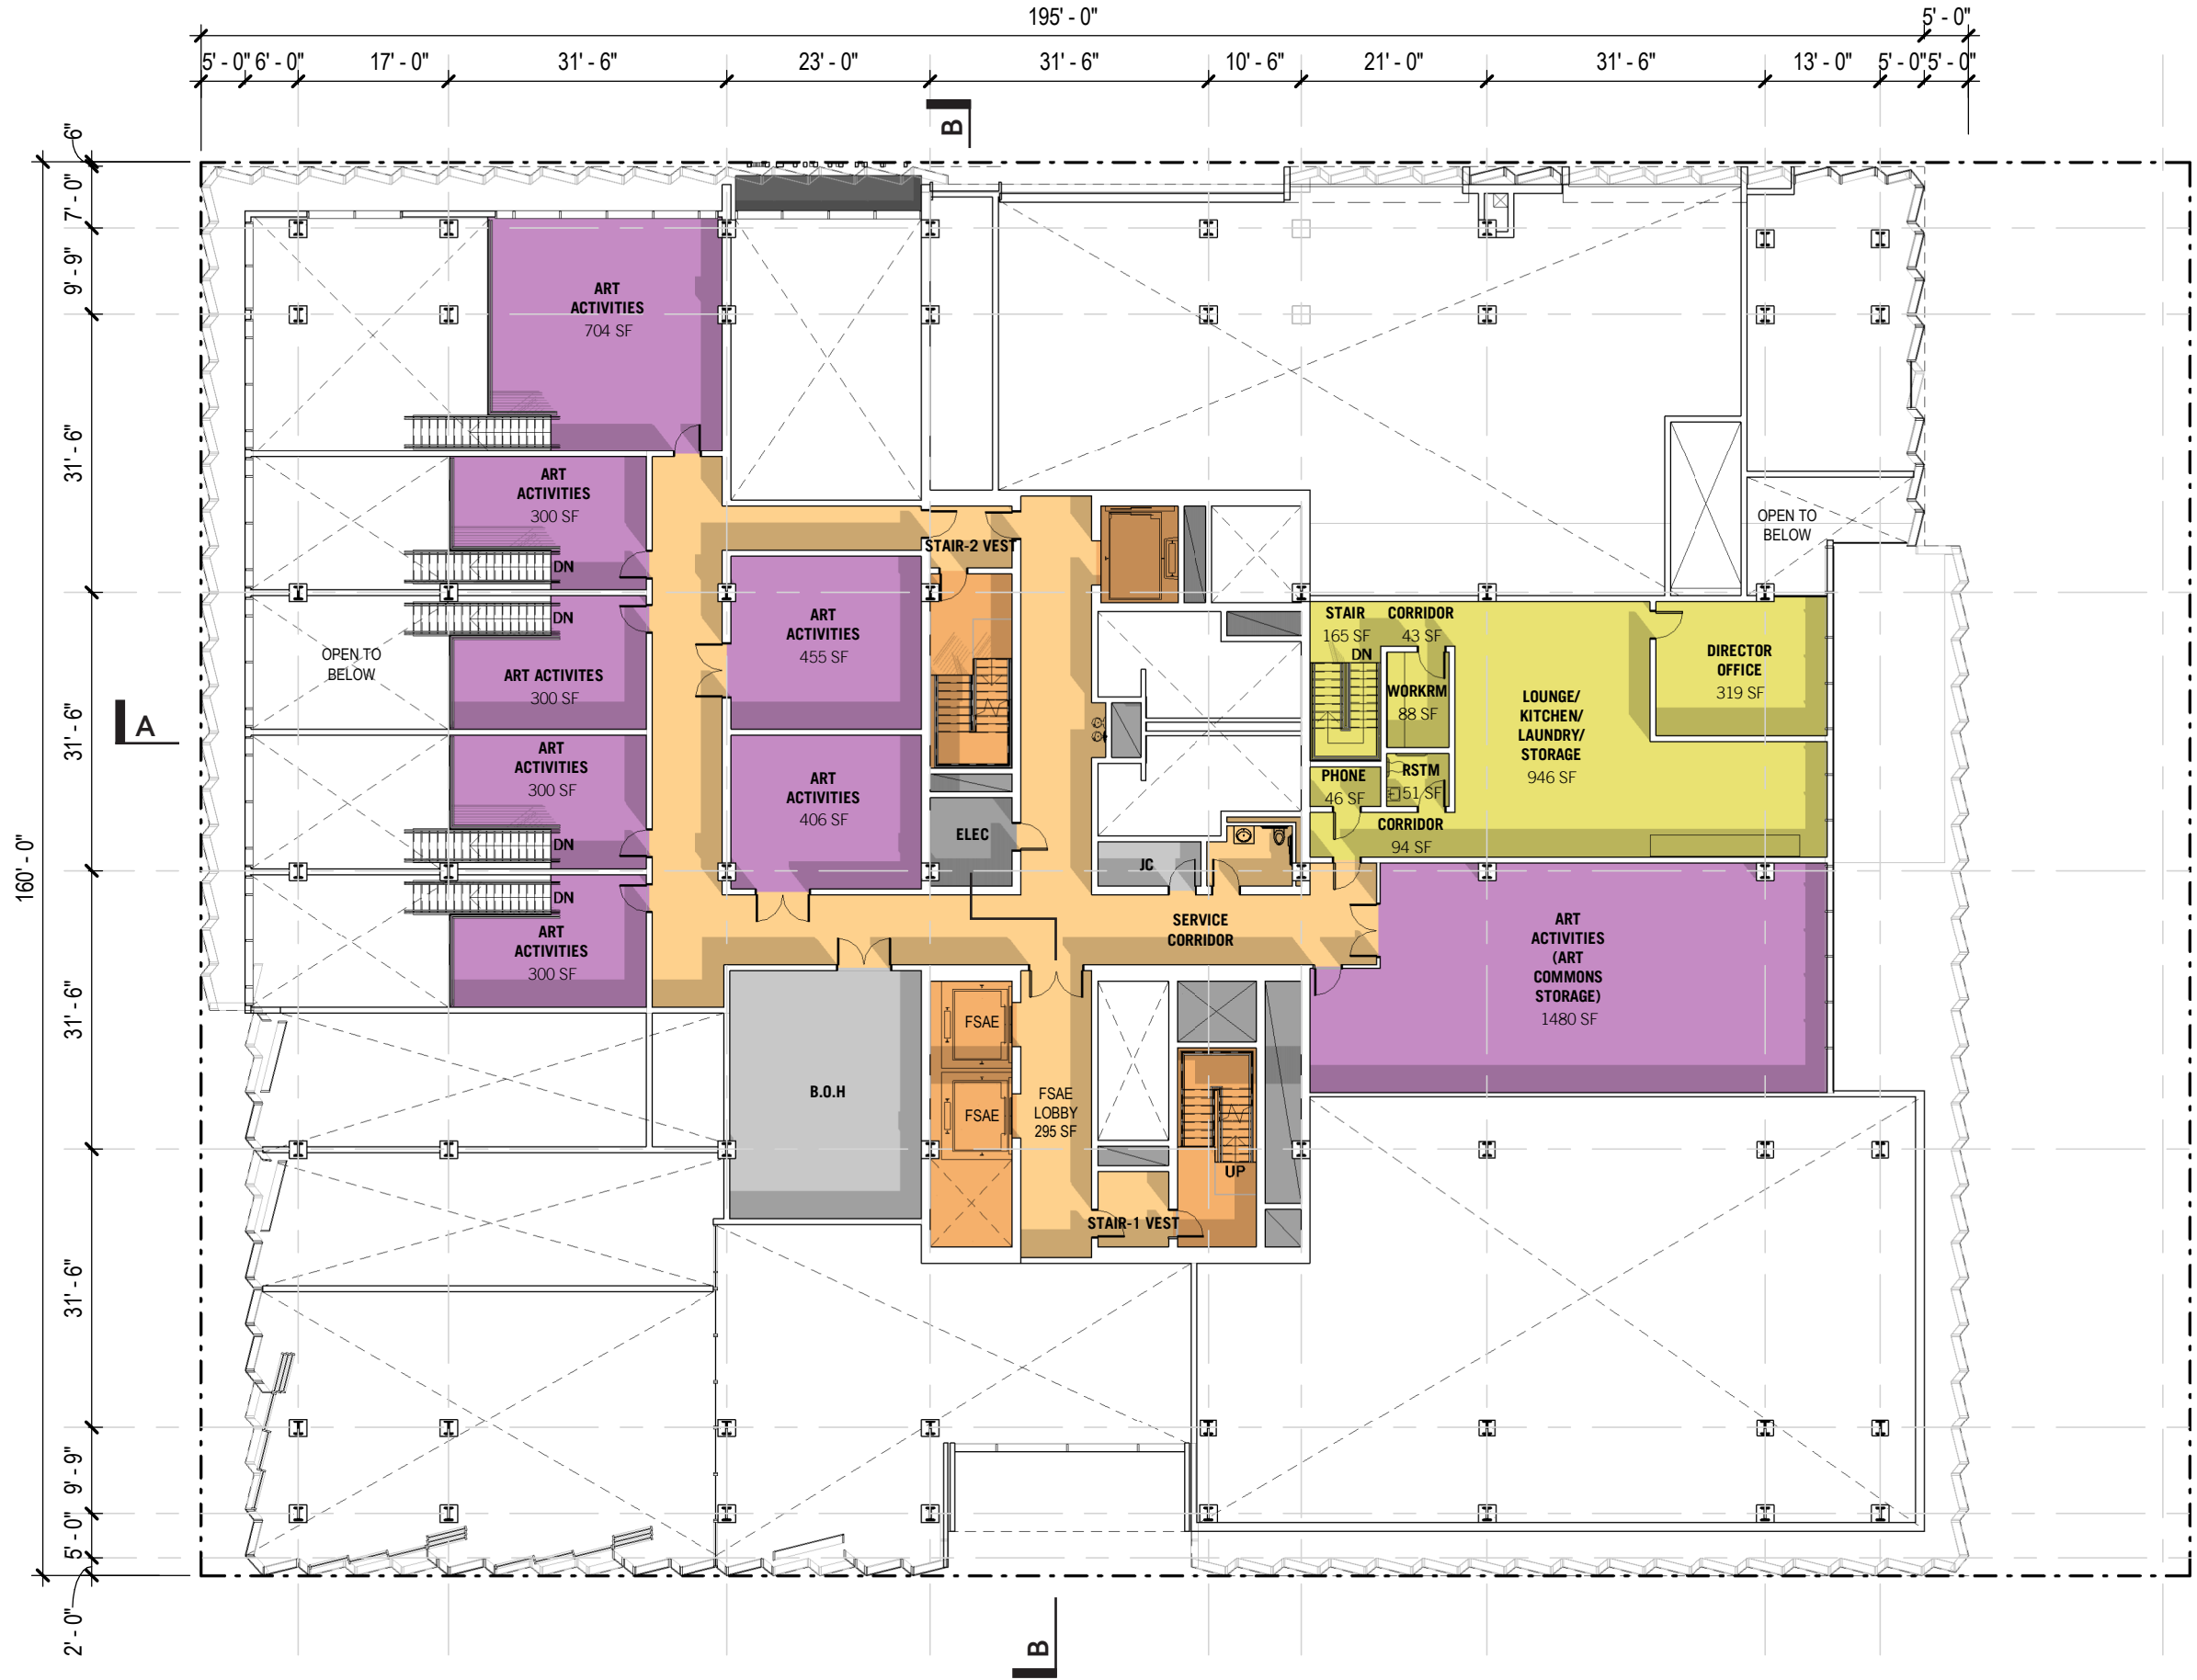 195' - 0"
5' - 0"
5' - 0"
6' - 0"
17' - 0"
31' - 6"
23' - 0"
31' - 6"
10' - 6"
21' - 0"
31' - 6"
13' - 0"
5' - 0"
5' - 0"
B
6"
7' - 0"
9' - 9"
31' - 6"
31' - 6"
31' - 6"
31' - 6"
9' - 9"
5' - 0"
2' - 0"
160' - 0"
A
ART
ACTIVITIES
704 SF
ART
ACTIVITIES
300 SF
DN
DN
OPEN TO
BELOW
ART ACTIVITES
300 SF
ART
ACTIVITIES
300 SF
DN
DN
ART
ACTIVITIES
300 SF
STAIR-2 VEST
ART
ACTIVITIES
455 SF
ART
ACTIVITIES
406 SF
ELEC
JC
SERVICE
CORRIDOR
B.O.H
FSAE
FSAE
FSAE
LOBBY
295 SF
UP
STAIR-1 VEST
OPEN TO
BELOW
STAIR
165 SF
DN
CORRIDOR
43 SF
WORKRM
88 SF
PHONE
46 SF
RSTM
51 SF
CORRIDOR
94 SF
LOUNGE/
KITCHEN/
LAUNDRY/
STORAGE
946 SF
DIRECTOR
OFFICE
319 SF
ART
ACTIVITIES
(ART
COMMONS
STORAGE)
1480 SF
B